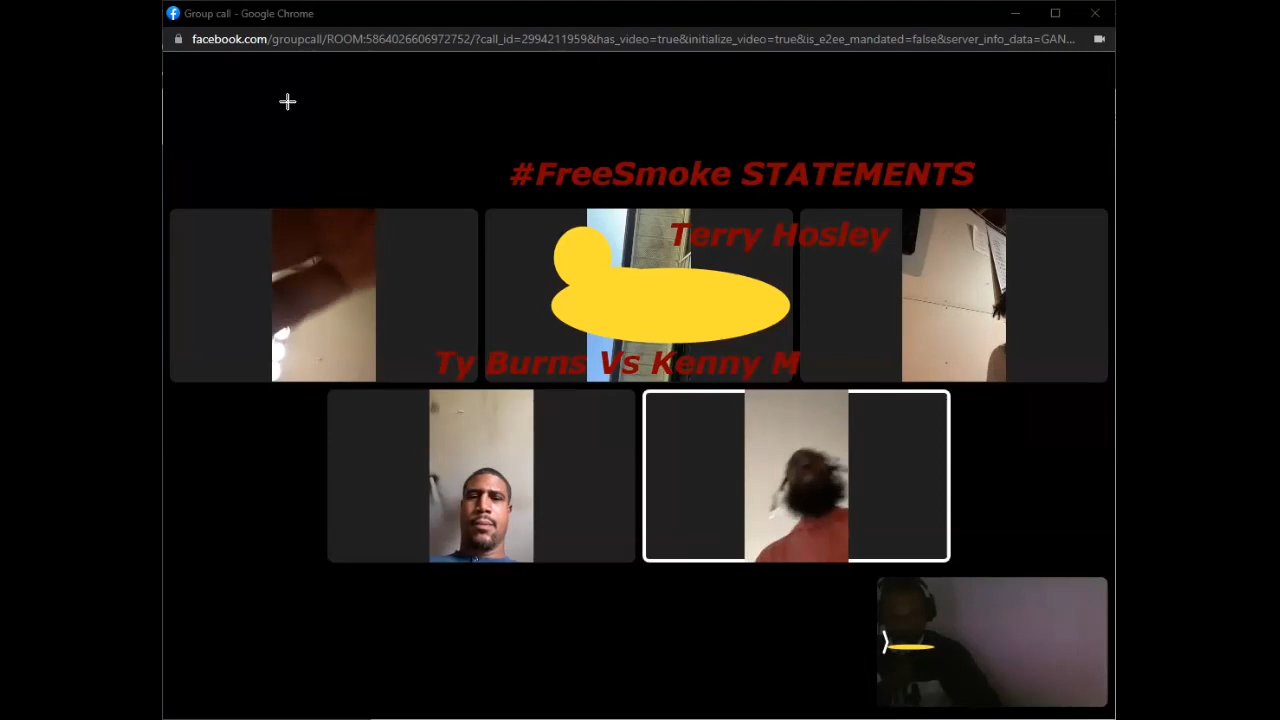 Group call - Google Chrome
facebook.com/groupcall/ROOM:5864026606972752/?call_id=2994211959&has_video=true&initialize_video=true&is_e2ee_mandated=false&server_info_data=GAN...
#FreeSmoke STATEMENTS
Terry Hosley
Ty Burns Vs Kenny M